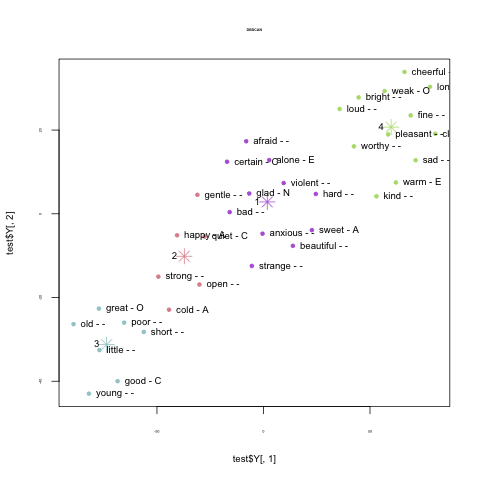 DBSCAN
cheerful -
lon
weak - O
bright - -
loud - -
fine - -
4
pleasant - -
cl
afraid - -
worthy - -
certain - C
alone - E
sad - -
violent - -
warm - E
gentle - -
glad - N
hard - -
kind - -
1
bad - -
happy - A
quiet - C
anxious - -
sweet - A
beautiful - -
2
strange - -
strong - -
open - -
great - O
cold - A
old - -
poor - -
short - -
3
little - -
good - C
young - -
test$Y[, 2]
test$Y[, 1]